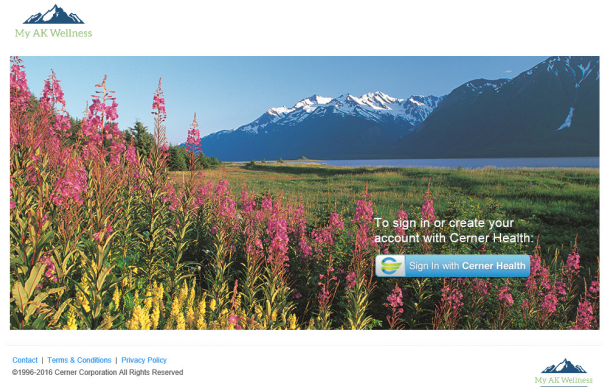 My AK Wellness
To sign in or create your
account with Cerner Health:
Sign In with Cerner Health
Contact | Terms & Conditions | Privacy Policy
©1996-2016 Cerner Corporation All Rights Reserved
My AK Wellness